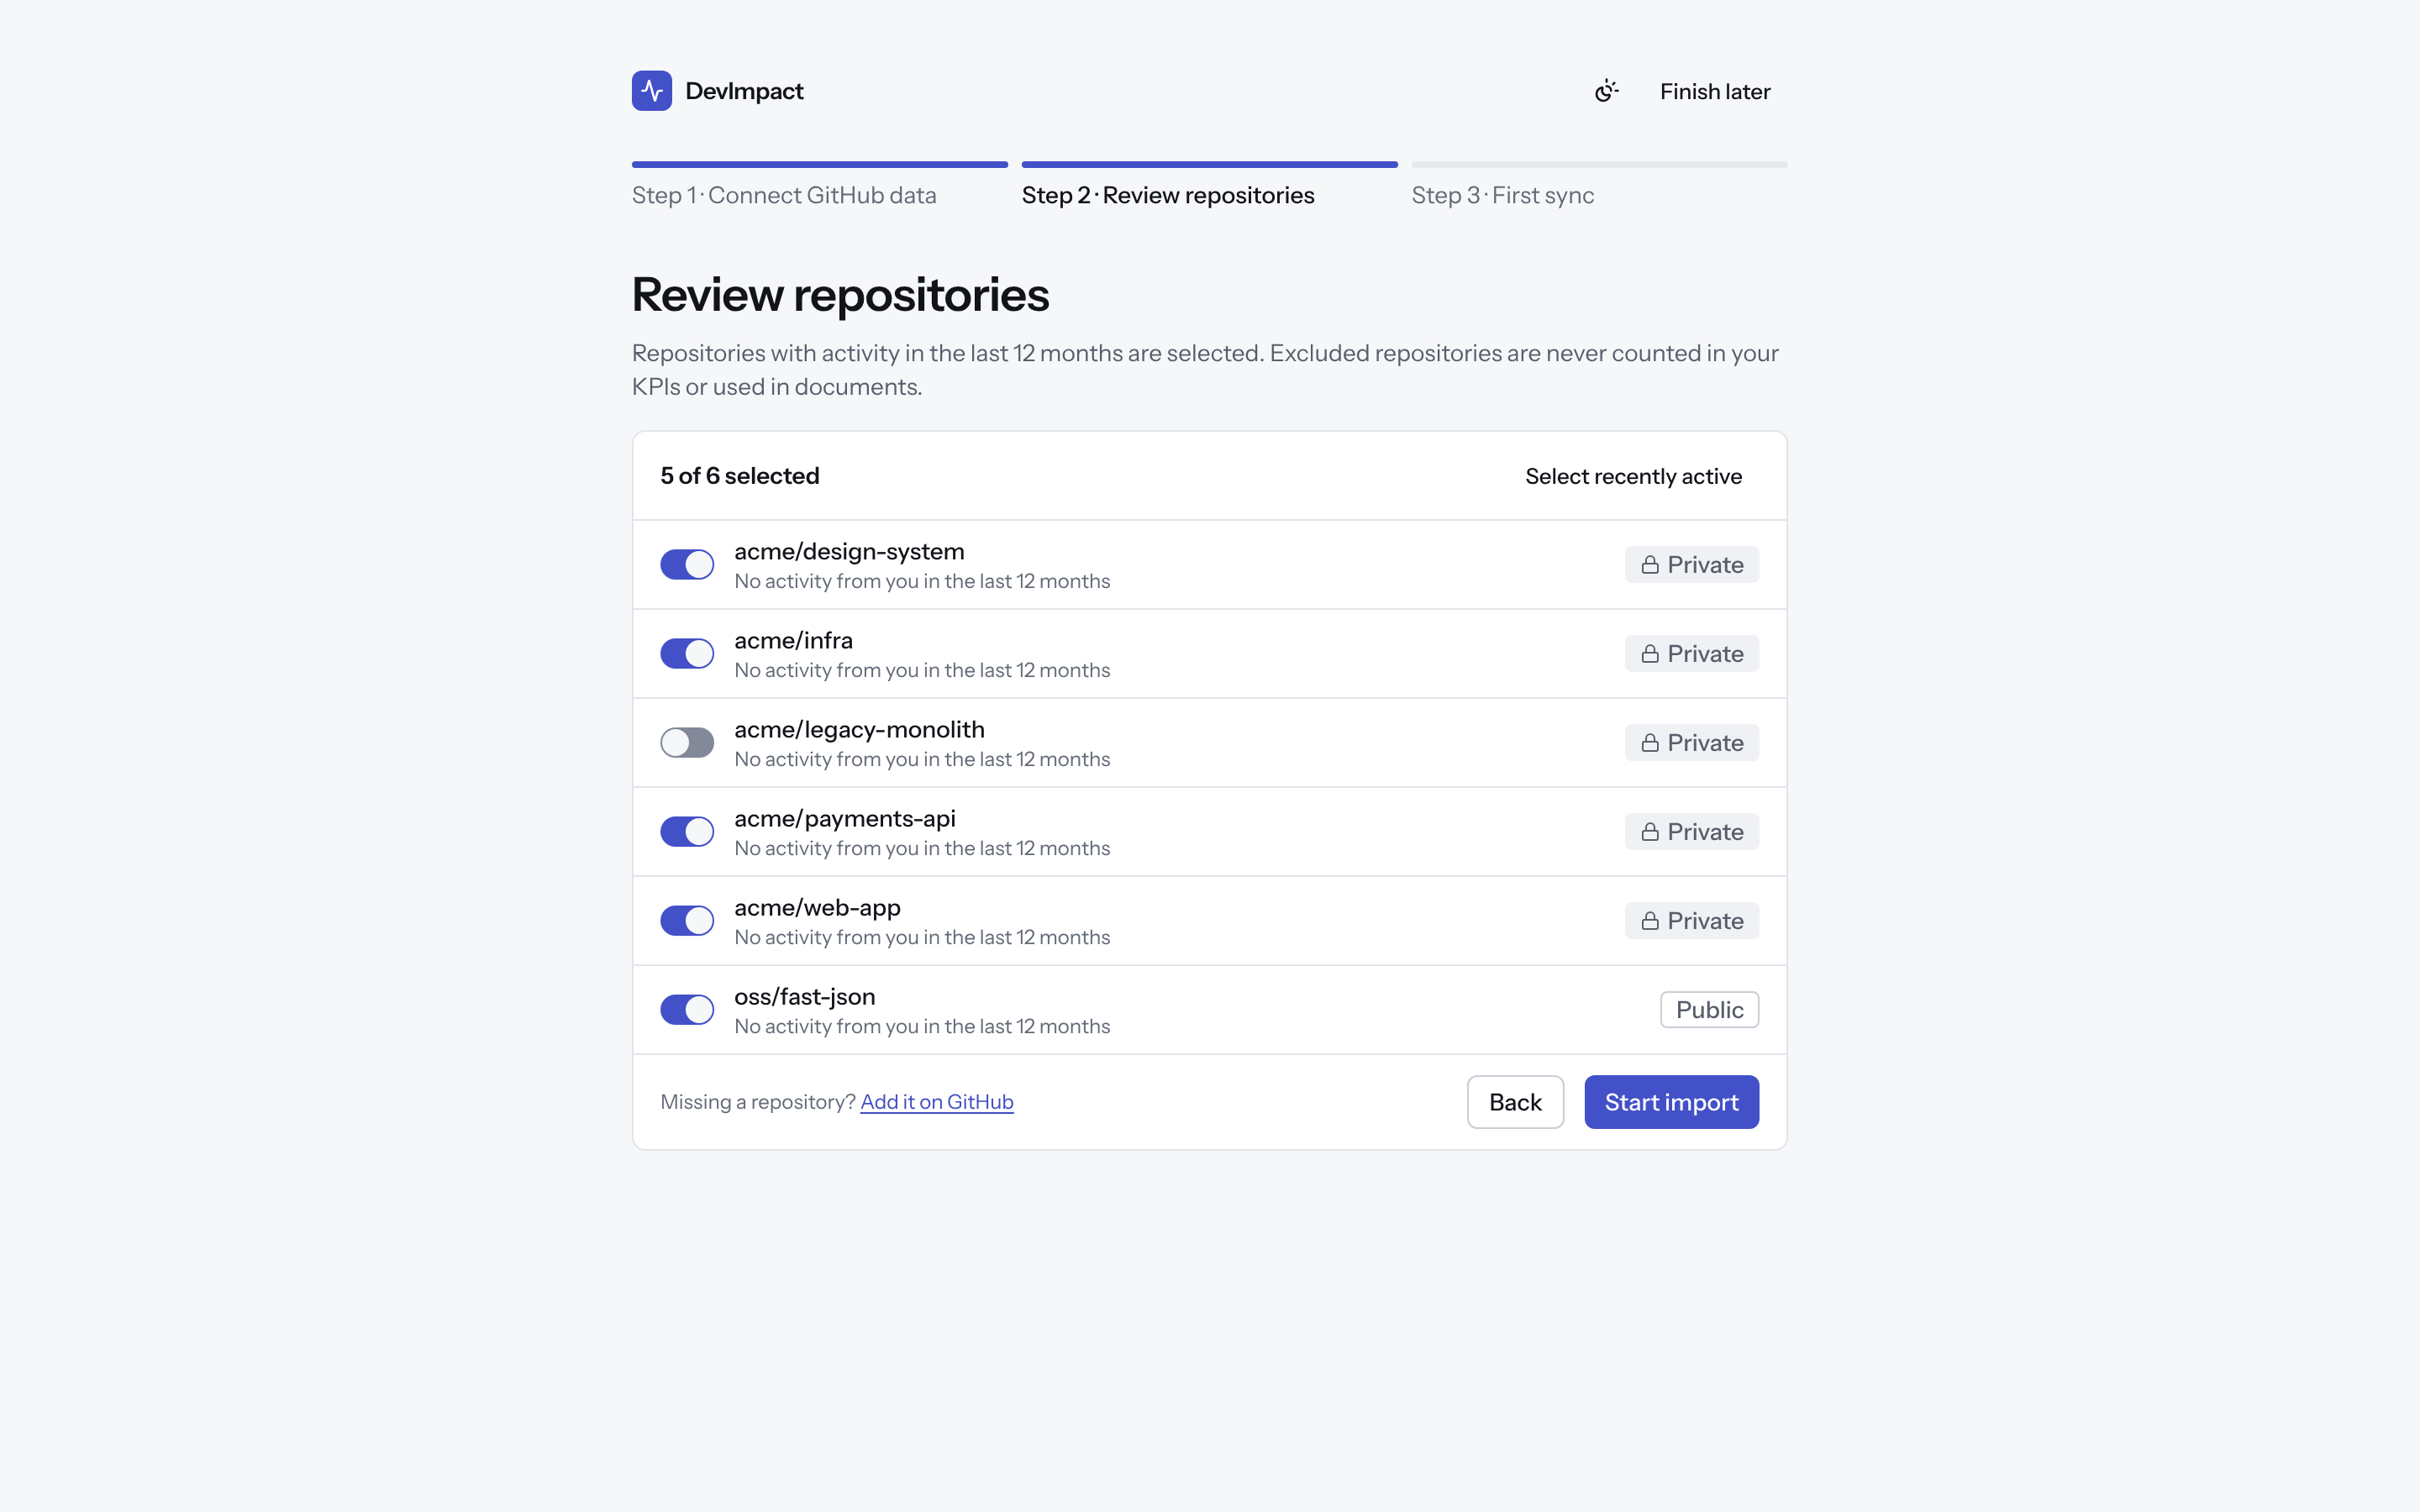 DevImpact
Finish later
Step 1 · Connect GitHub data
Step 2 · Review repositories
Step 3 · First sync
Review repositories
Repositories with activity in the last 12 months are selected. Excluded repositories are never counted in your
KPIs or used in documents.
5 of 6 selected
Select recently active
acme/design-system
No activity from you in the last 12 months
Private
acme/infra
No activity from you in the last 12 months
Private
acme/legacy-monolith
No activity from you in the last 12 months
Private
acme/payments-api
No activity from you in the last 12 months
Private
acme/web-app
No activity from you in the last 12 months
Private
oss/fast-json
No activity from you in the last 12 months
Public
Missing a repository? Add it on GitHub
Back
Start import